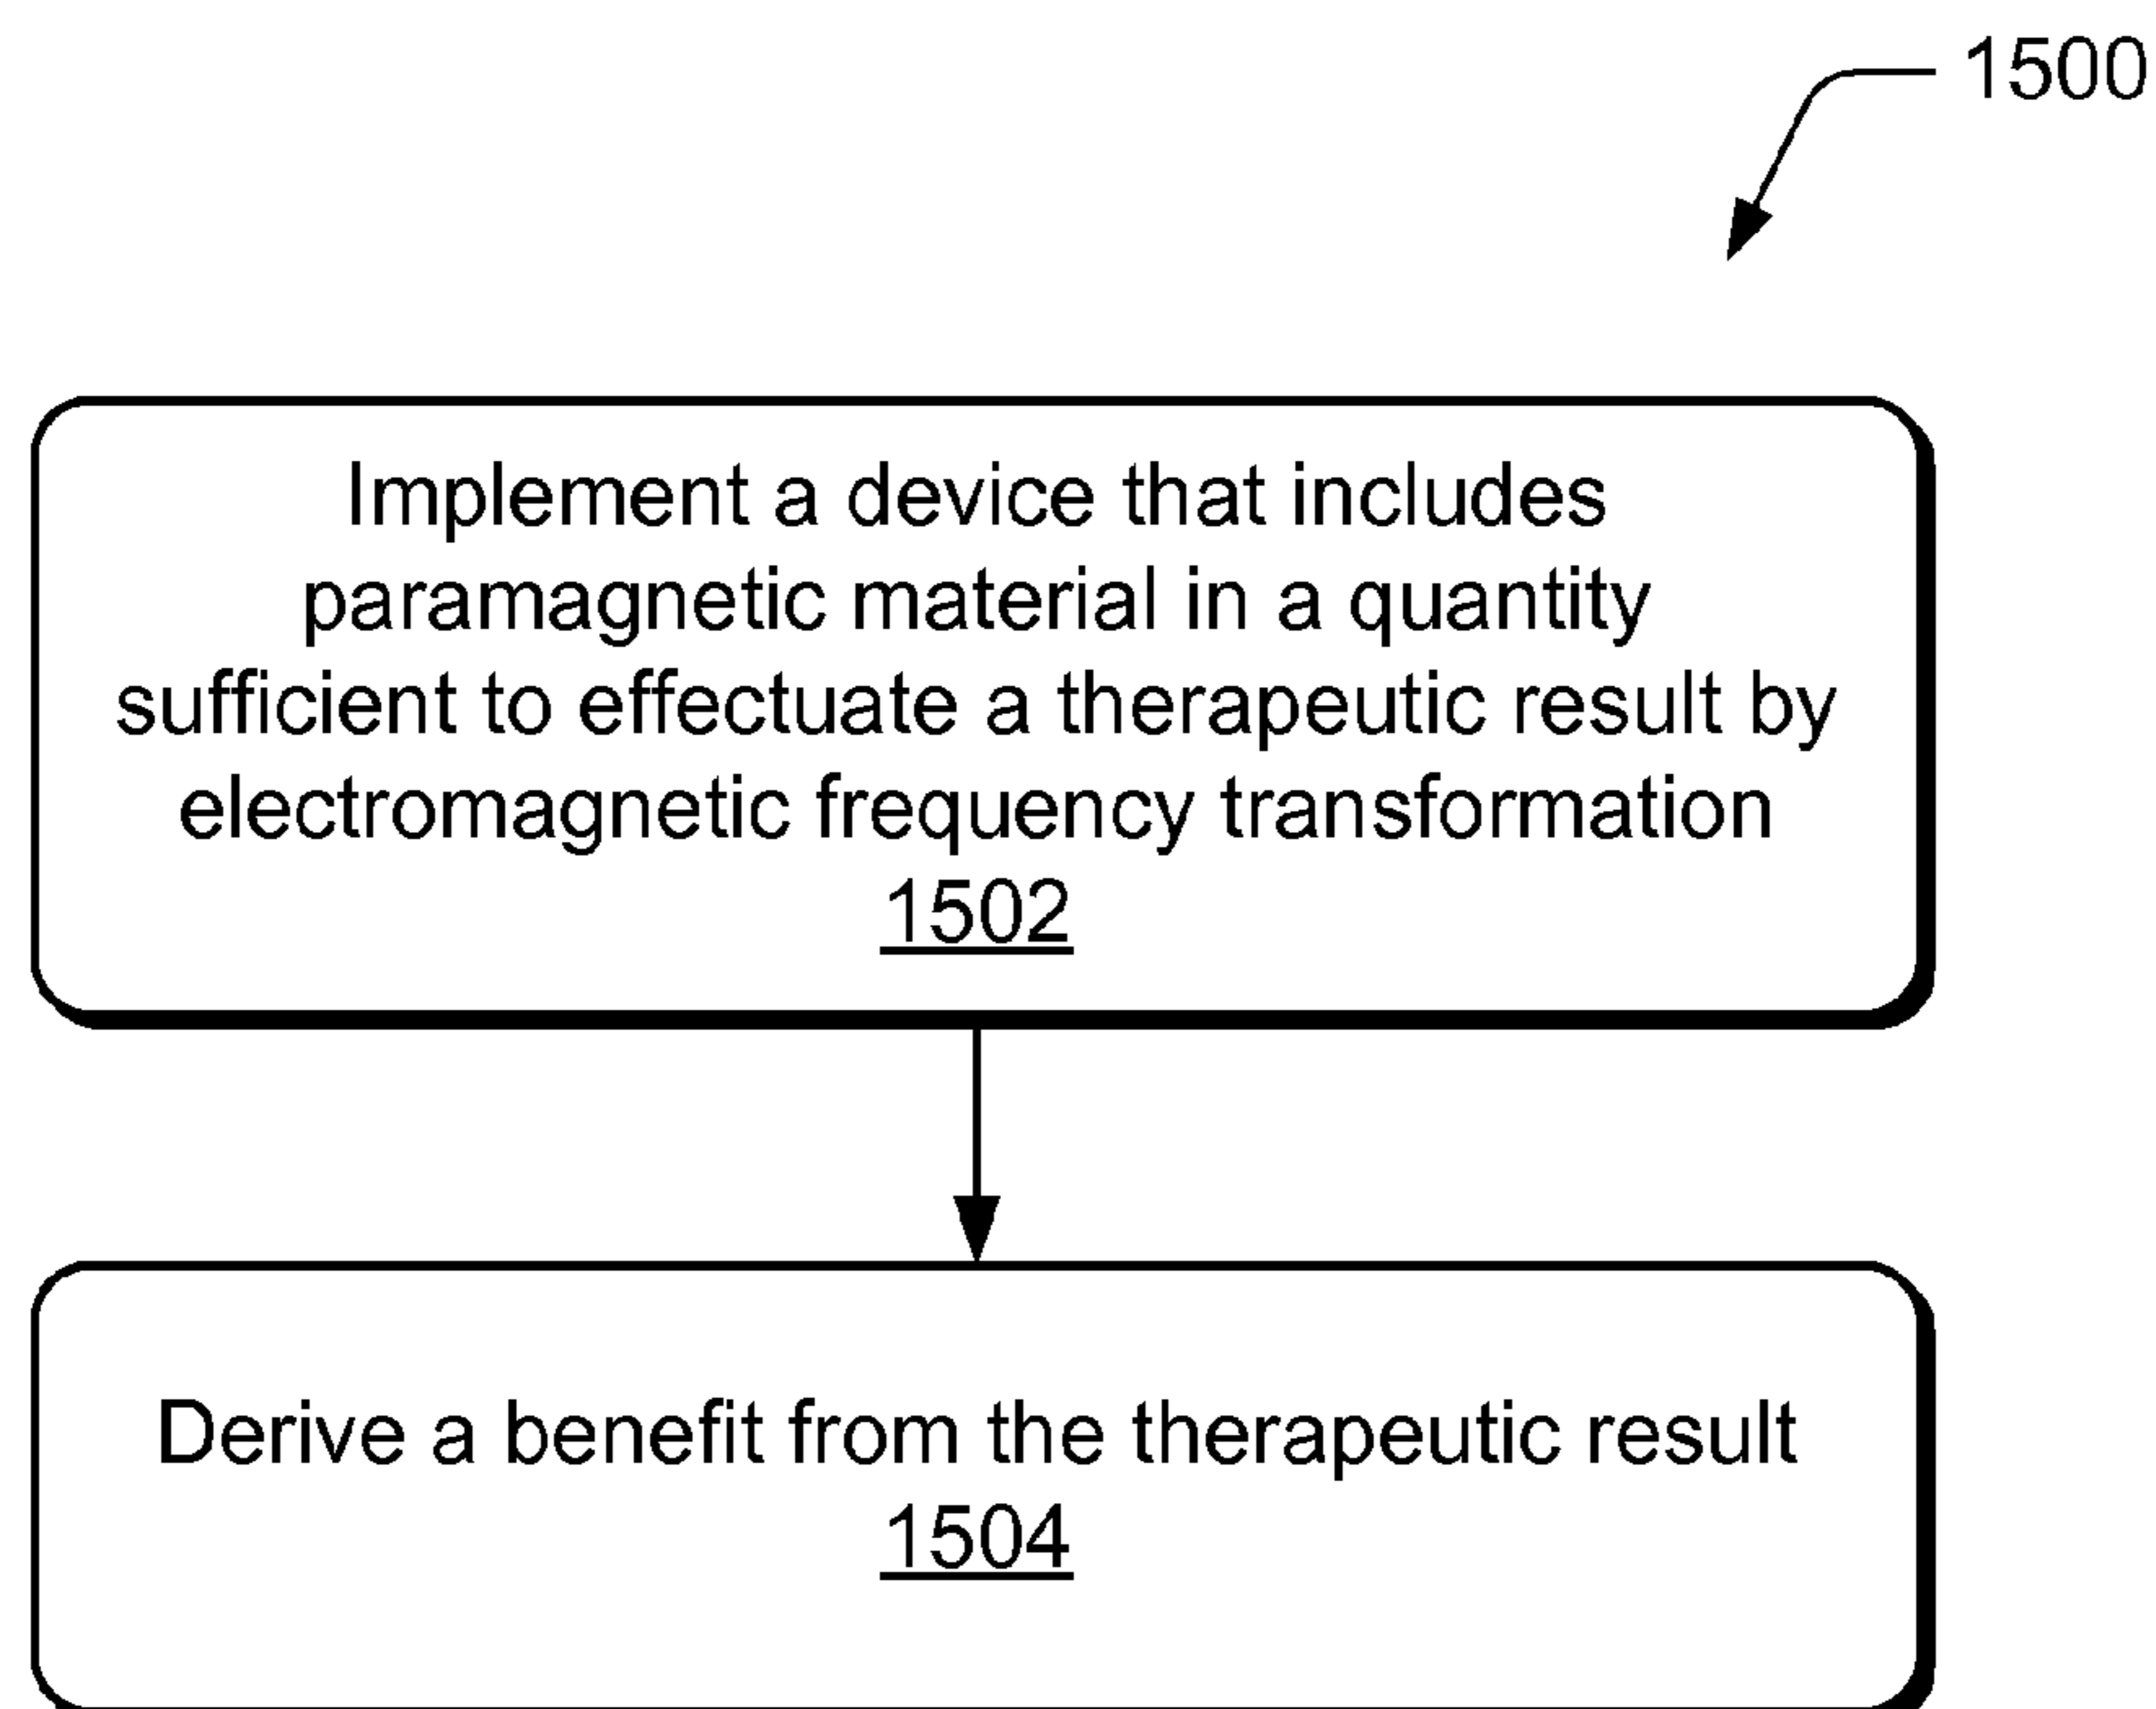 1500
Implement a device that includes
paramagnetic material in a quantity
sufficient to effectuate a therapeutic result by
electromagnetic frequency transformation
1502
Derive a benefit from the therapeutic result
1504